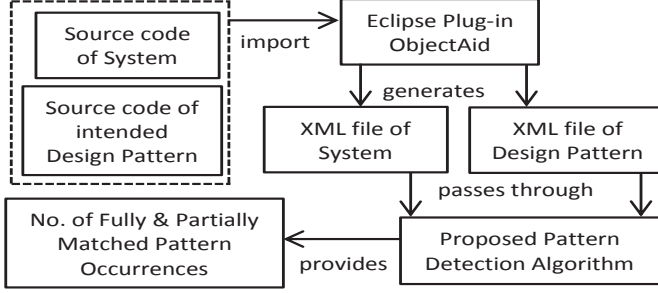 Source code
of System
import
Eclipse Plug-in
ObjectAid
Source code of
intended
Design Pattern
generates
XML file of
System
XML file of
Design Pattern
passes through
No. of Fully & Partially
Matched Pattern
Occurrences
provides
Proposed Pattern
Detection Algorithm